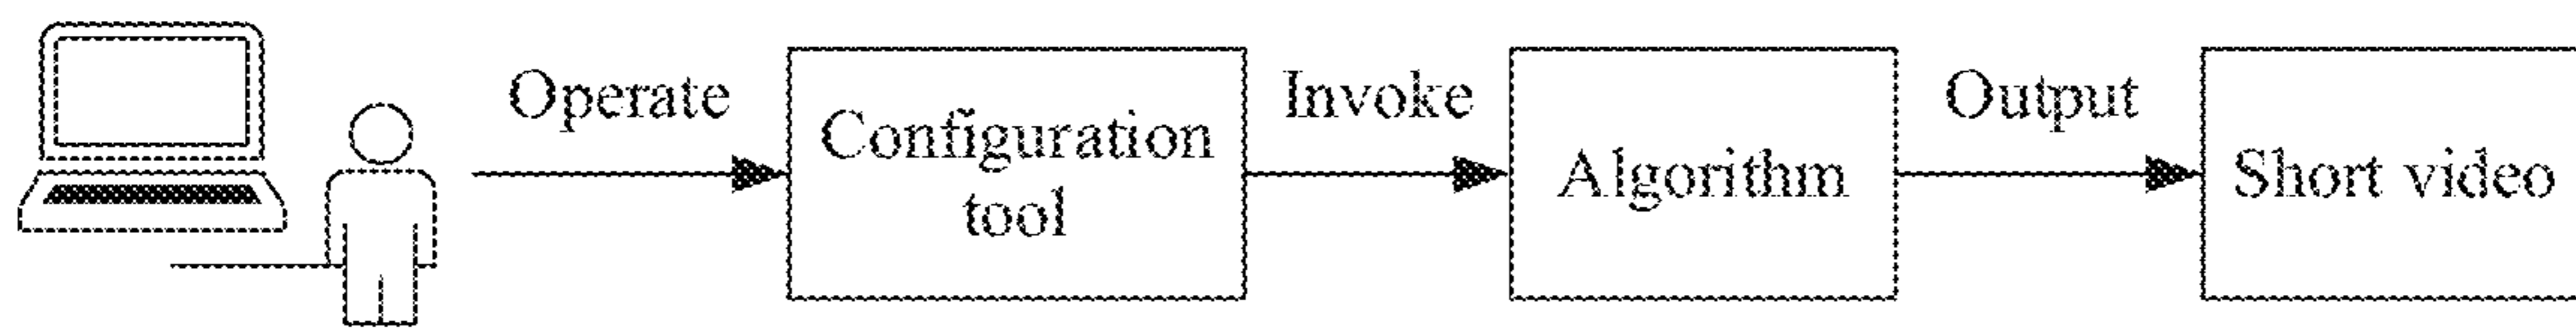 Operate
Configuration
tool
Invoke
Algorithm
Output
Short video